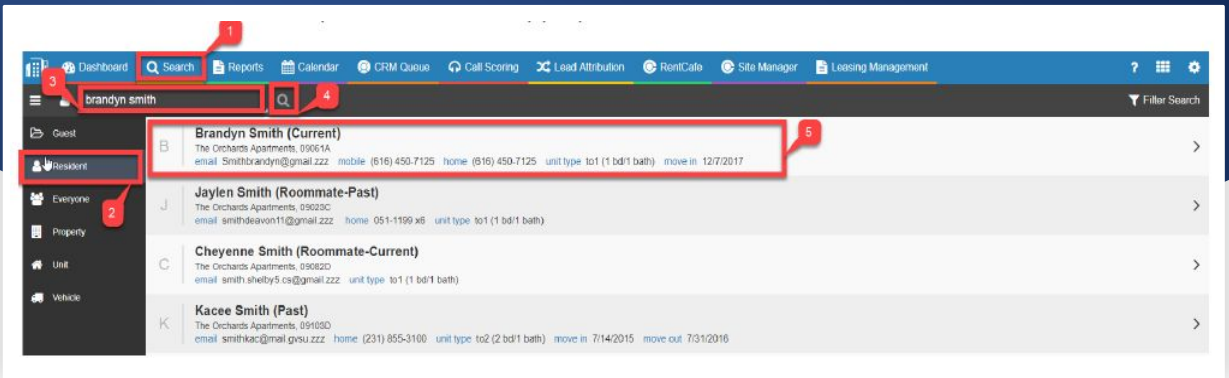 1
Dashboard Search Reports Calendar CRM Queue Call Scoring Lead Attribution RentCafe Site Manager Leasing Management ?
3
brandyn smith 4 Filter Search
Guest
Resident
Everyone
2
Property
Unit
Vehicle
B Brandyn Smith (Current) 5
The Orchards Apartments, 09061A
email Smithbrandyn@gmail.zzz mobile (616) 450-7125 home (616) 450-7125 unit type to1 (1 bd/1 bath) move in 12/7/2017
J Jaylen Smith (Roommate-Past)
The Orchards Apartments, 09023C
email smithdeavon11@gmail.zzz home 051-1199 x6 unit type to1 (1 bd/1 bath)
C Cheyenne Smith (Roommate-Current)
The Orchards Apartments, 09082D
email smith.shelby5.cs@gmail.zzz unit type to1 (1 bd/1 bath)
K Kacee Smith (Past)
The Orchards Apartments, 09103D
email smithkac@mail.gvsu.zzz home (231) 855-3100 unit type to2 (2 bd/1 bath) move in 7/14/2015 move out 7/31/2016